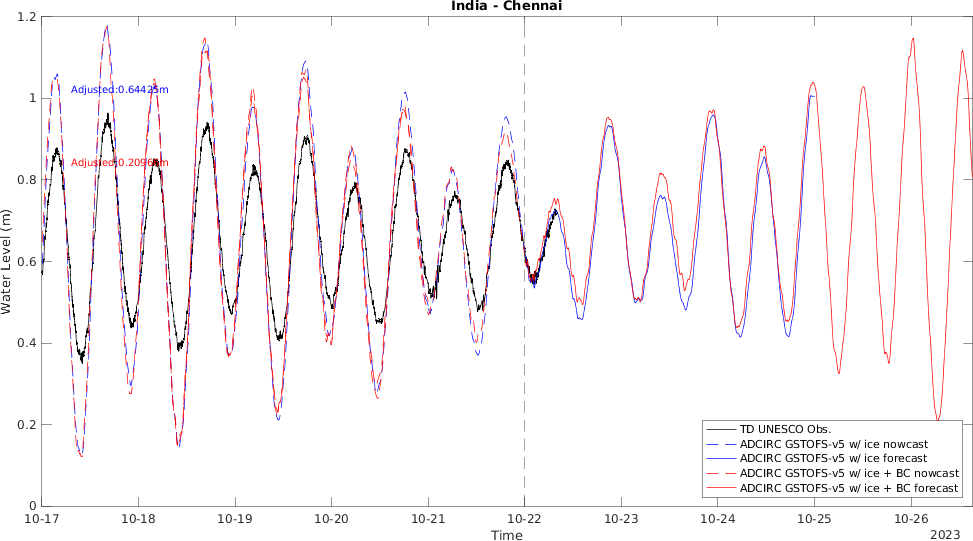 India - Chennai
1.2
1
0.8
0.6
0.4
0.2
0
Water Level (m)
Adjusted:0.64425m
Adjusted:0.2096
10-17
10-18
10-19
10-20
10-21
10-22
10-23
10-24
10-25
10-26
Time
2023
TD UNESCO Obs.
ADCIRC GSTOFS-v5 w/ ice nowcast
ADCIRC GSTOFS-v5 w/ ice forecast
ADCIRC GSTOFS-v5 w/ ice + BC nowcast
ADCIRC GSTOFS-v5 w/ ice + BC forecast